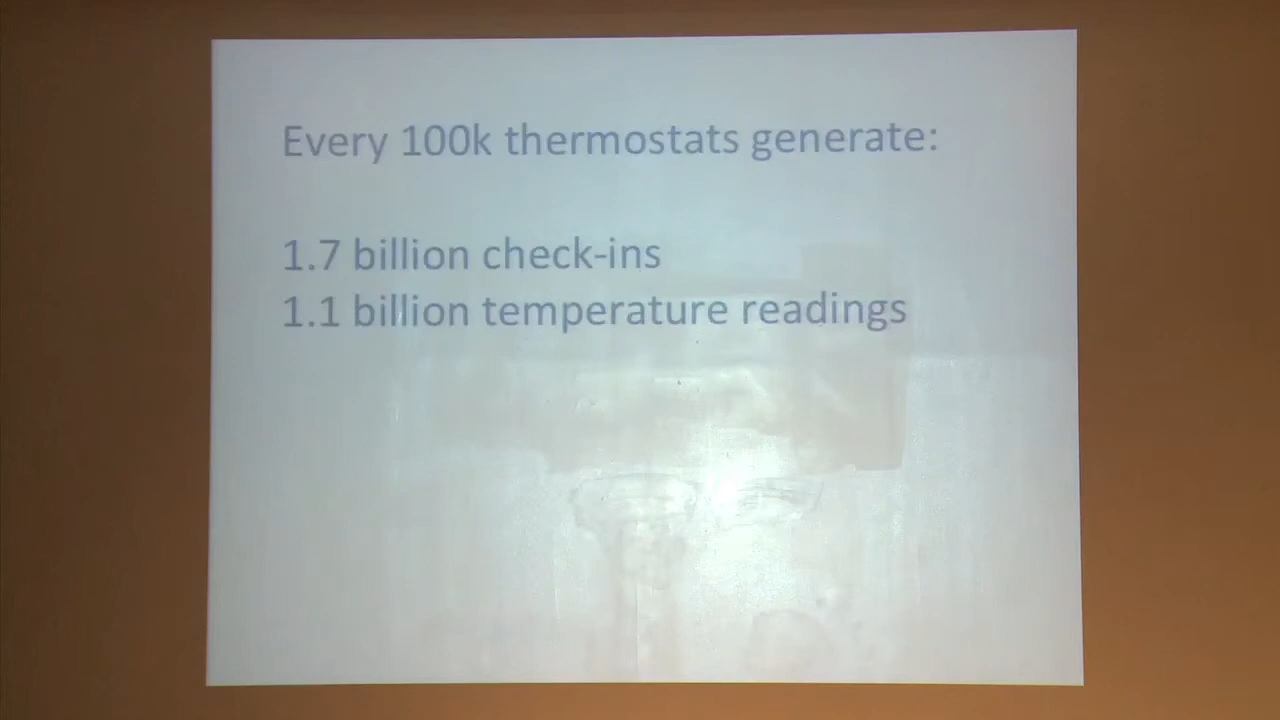 Every 100k thermostats generate:
1.7 billion check-ins
1.1 billion temperature readings